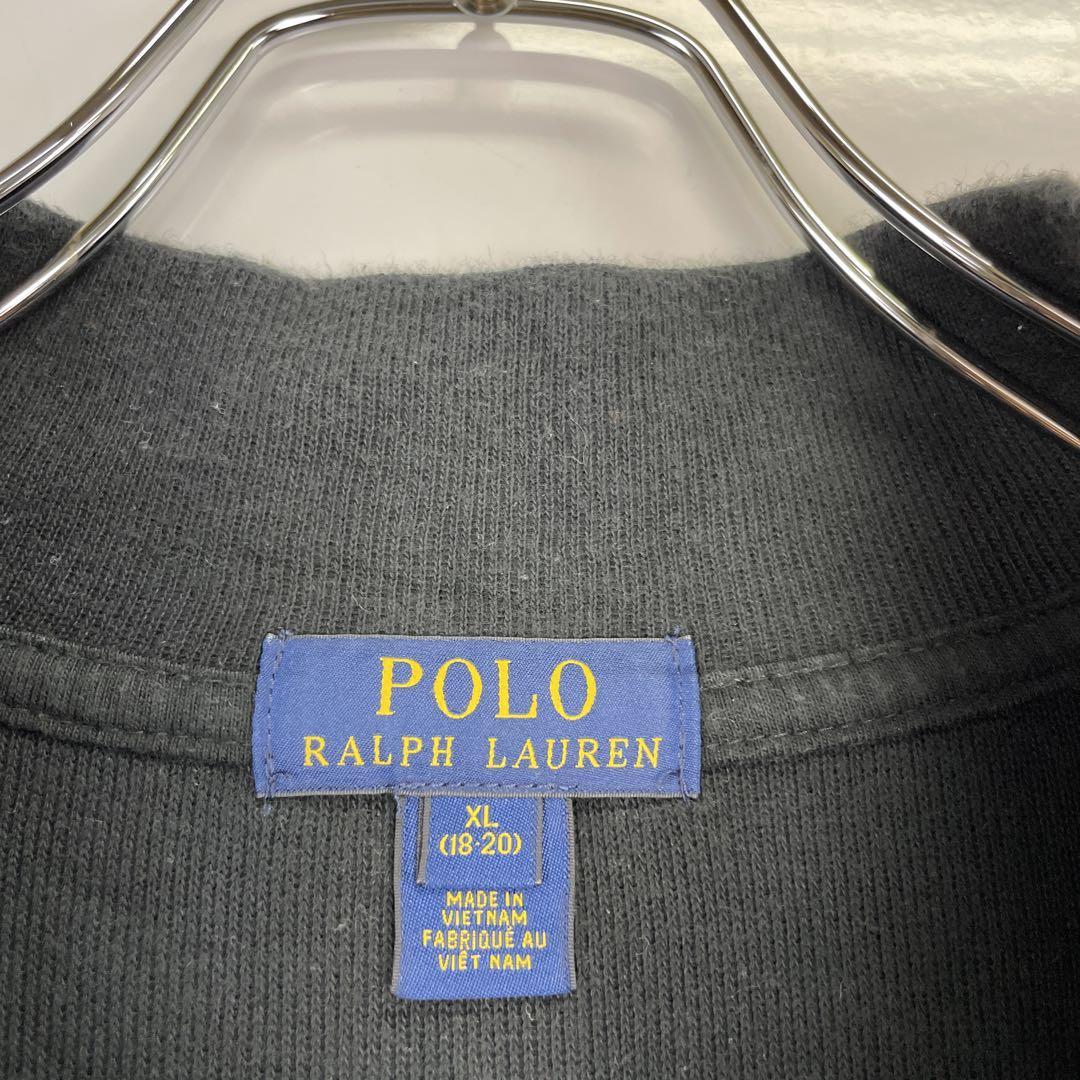 POLO
RALPH LAUREN
XL
(18-20)
MADE IN
VIETNAM
FABRIQUÉ AU
VIÊT NAM